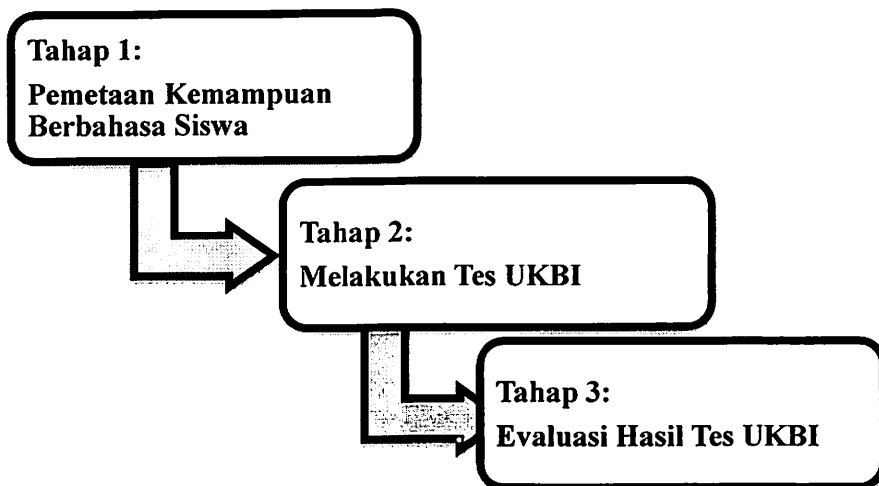 Tahap 1:
Pemetaan Kemampuan
Berbahasa Siswa
Tahap 2:
Melakukan Tes UKBI
Tahap 3:
Evaluasi Hasil Tes UKBI